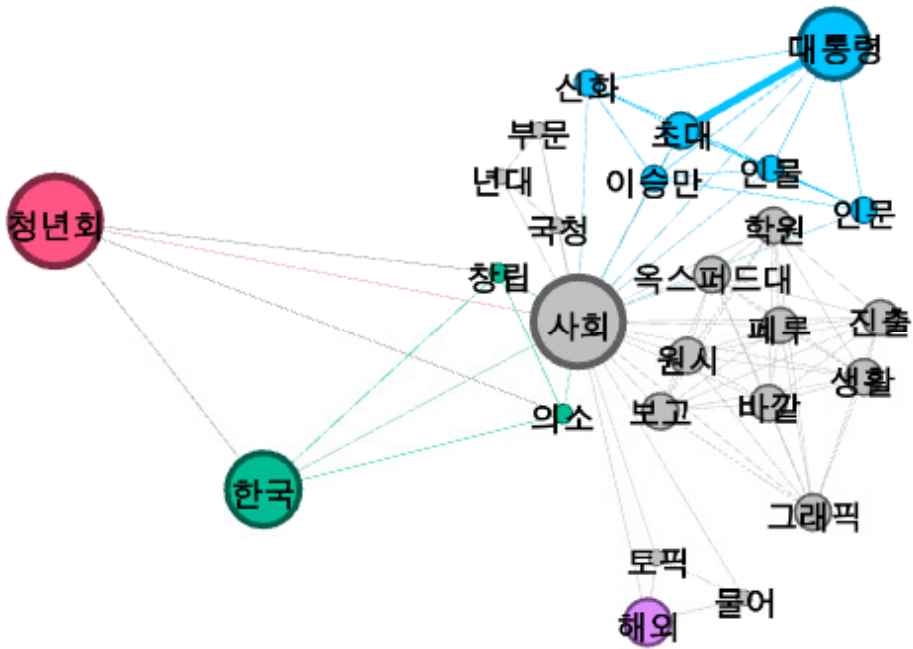 대통령
신화
초대
부문
년대
이승만
인물
인문
국청
학원
청년회
창립
옥스퍼드대
사회
페루
진출
원시
생활
의소
보고
바깥
한국
그래픽
토픽
물어
해외